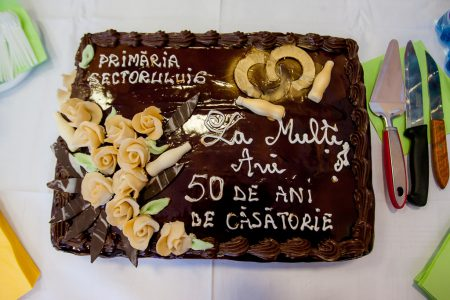 PRIMĂRIA
SECTORULUI 6
La Mulți
Ani
50 DE ANI
DE CĂSĂTORIE